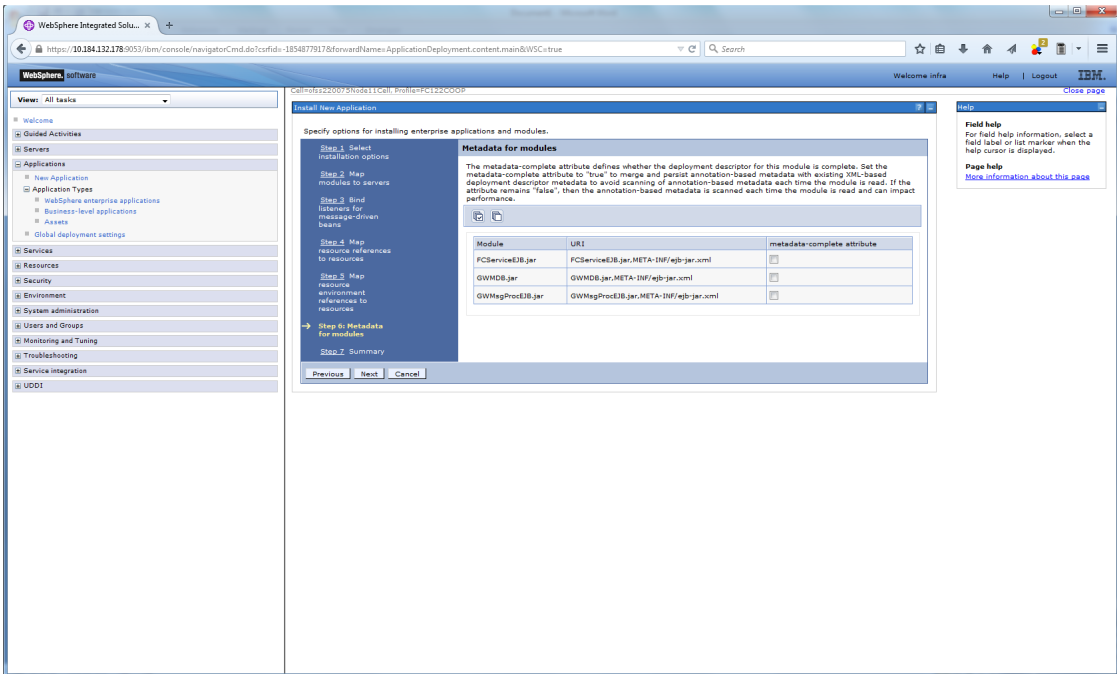 WebSphere Integrated Solu... × +
https://10.184.132.178:9053/ibm/console/navigatorCmd.do?csrfid=-1854877917&forwardName=ApplicationDeployment.content.main&WSC=true
Search
2
WebSphere. software
Welcome infra
Help | Logout
IBM.
View: All tasks
Welcome
Guided Activities
Servers
Applications
New Application
Application Types
WebSphere enterprise applications
Business-level applications
Assets
Global deployment settings
Services
Resources
Security
Environment
System administration
Users and Groups
Monitoring and Tuning
Troubleshooting
Service integration
UDDI
Cell=ofss220075Node11Cell, Profile=FC122COOP
Close page
Install New Application
?
Specify options for installing enterprise applications and modules.
Step 1 Select
installation options
Step 2 Map
modules to servers
Step 3 Bind
listeners for
message-driven
beans
Step 4 Map
resource references
to resources
Step 5 Map
resource
environment
references to
resources
Step 6: Metadata
for modules
Step 7 Summary
Metadata for modules
The metadata-complete attribute defines whether the deployment descriptor for this module is complete. Set the
metadata-complete attribute to "true" to merge and persist annotation-based metadata with existing XML-based
deployment descriptor metedata to avoid scanning of annotation-based metadata each time the module is read. If the
attribute remains "false", then the annotation-based metadata is scanned each time the module is read and can impact
performance.
Module URI metadata-complete attribute
FCServiceEJB.jar FCServiceEJB.jar,META-INF/ejb-jar.xml
GWMDB.jar GWMDB.jar,META-INF/ejb-jar.xml
GWMsgProcEJB.jar GWMsgProcEJB.jar,META-INF/ejb-jar.xml
Previous Next Cancel
Help
Field help
For field help information, select a
field label or list marker when the
help cursor is displayed.
Page help
More information about this page